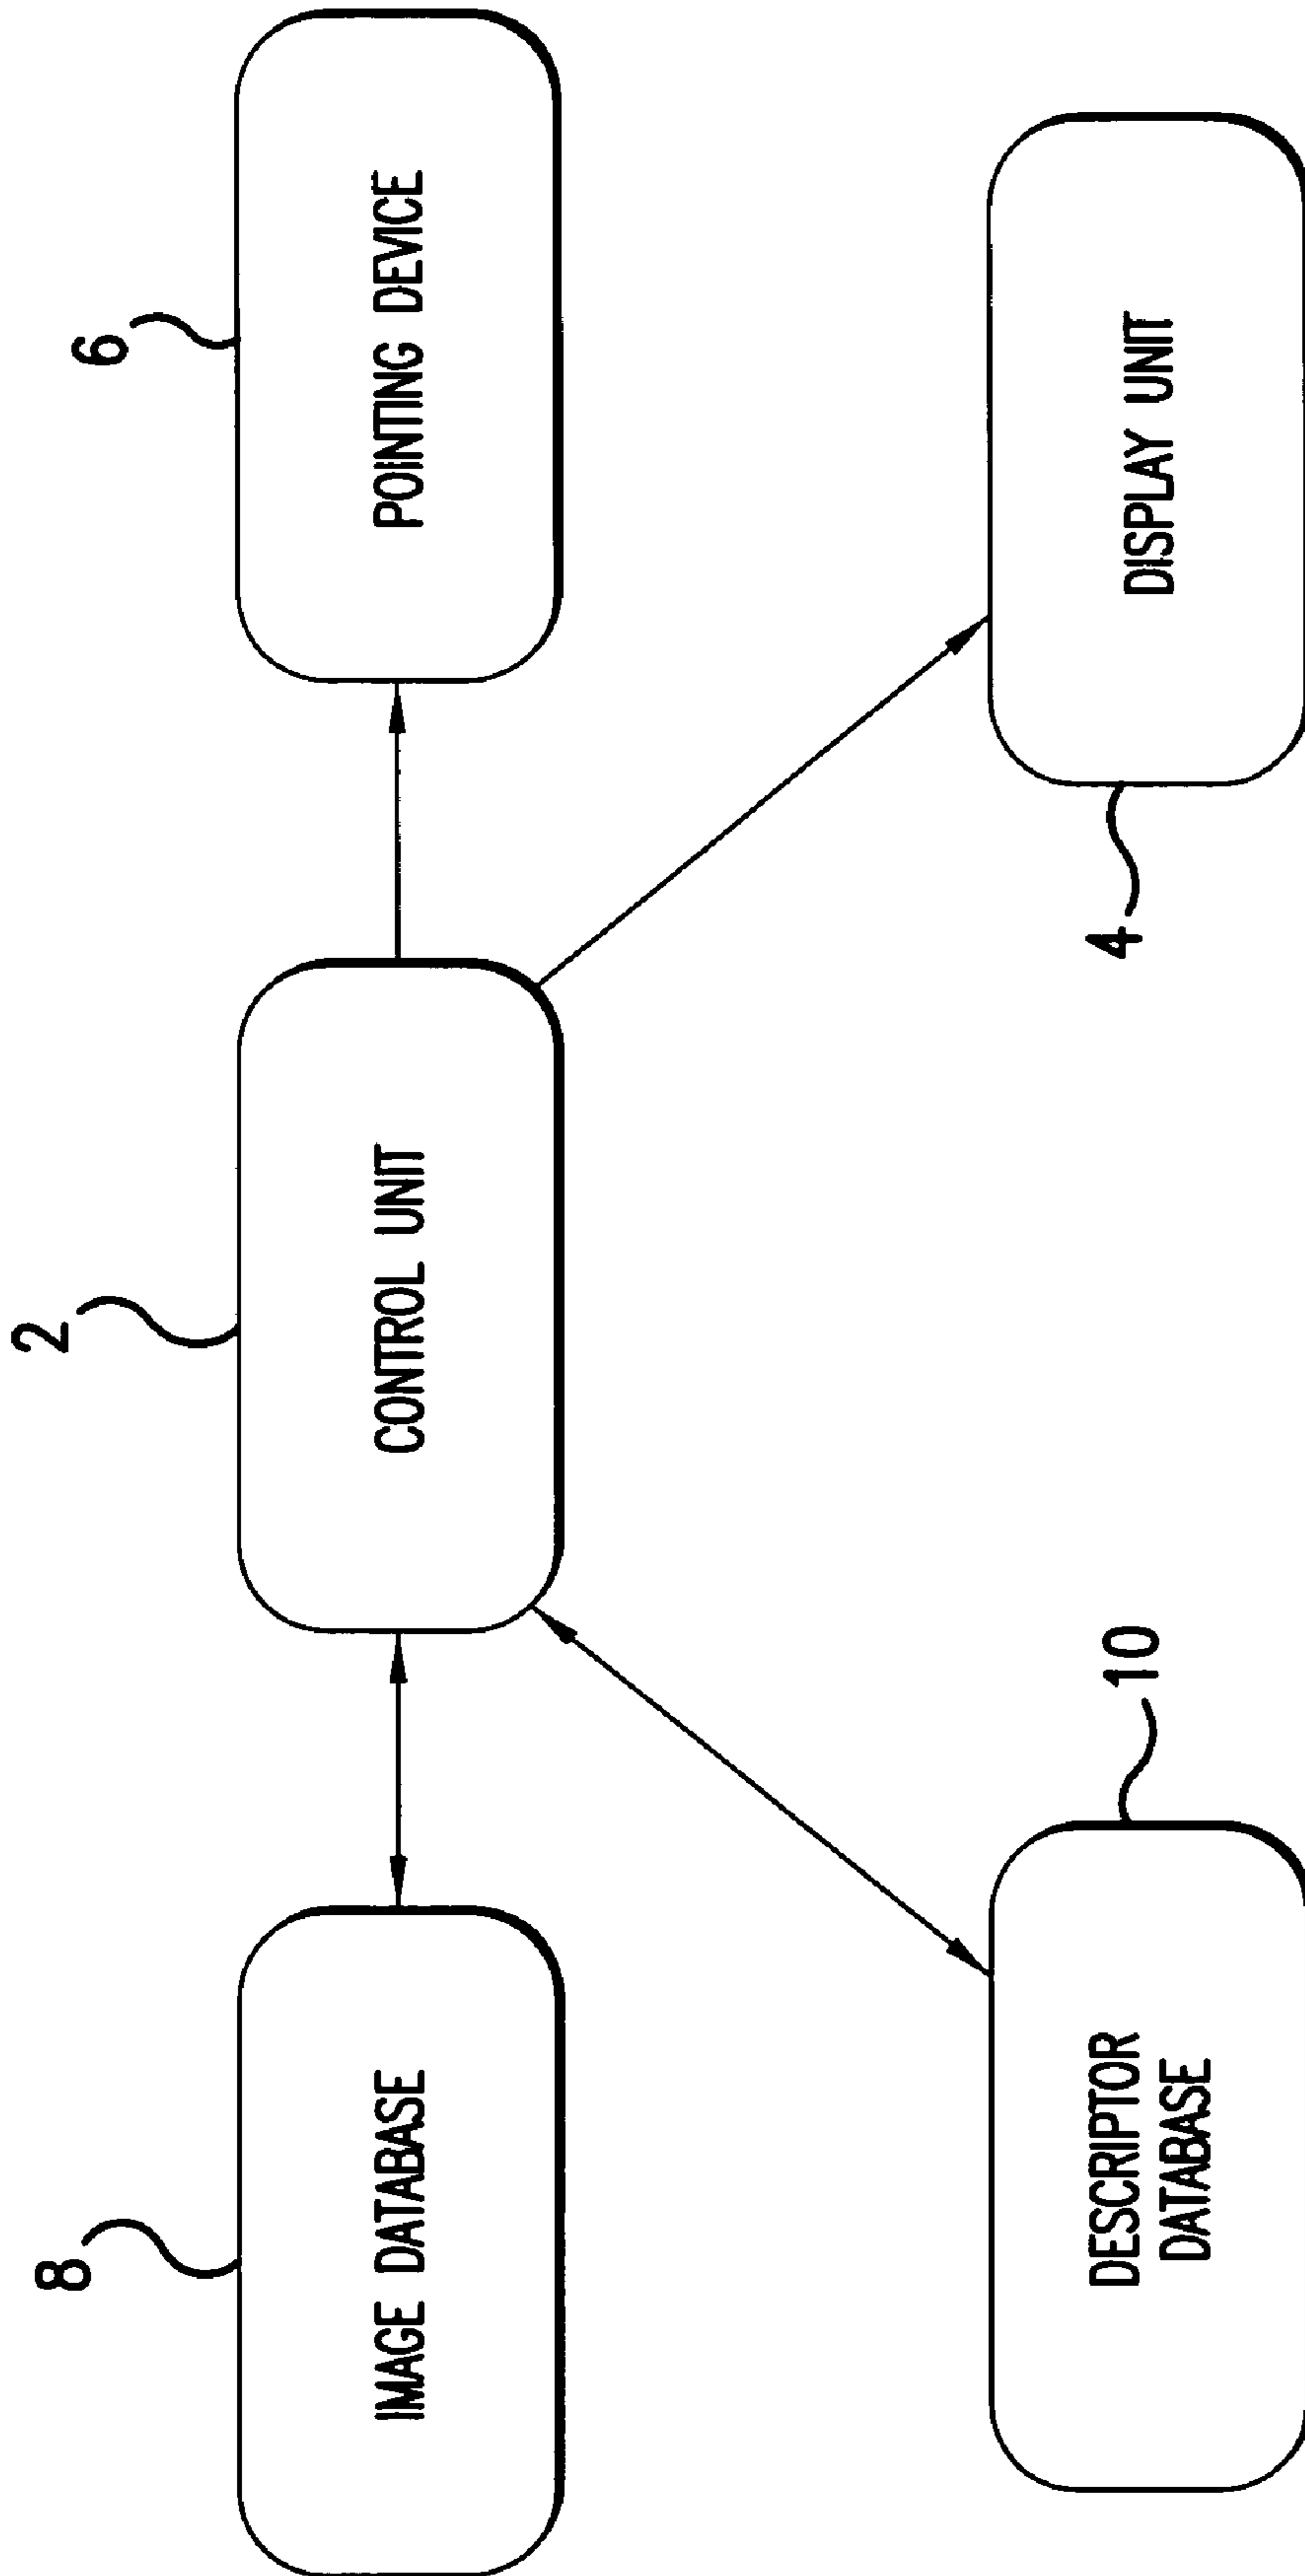 8
IMAGE DATABASE
2
CONTROL UNIT
6
POINTING DEVICE
10
DESCRIPTOR
DATABASE
4
DISPLAY UNIT